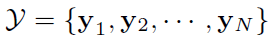 𝒴 = {y₁, y₂, ⋯ , y_N}